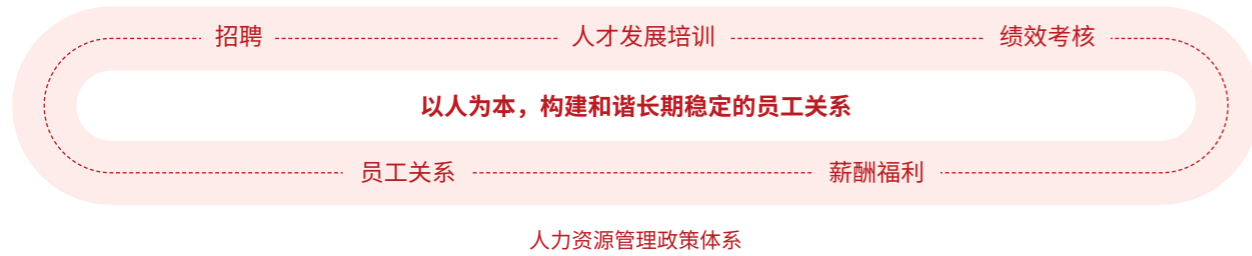 招聘
人才发展培训
绩效考核
以人为本，构建和谐长期稳定的员工关系
员工关系
薪酬福利
人力资源管理政策体系